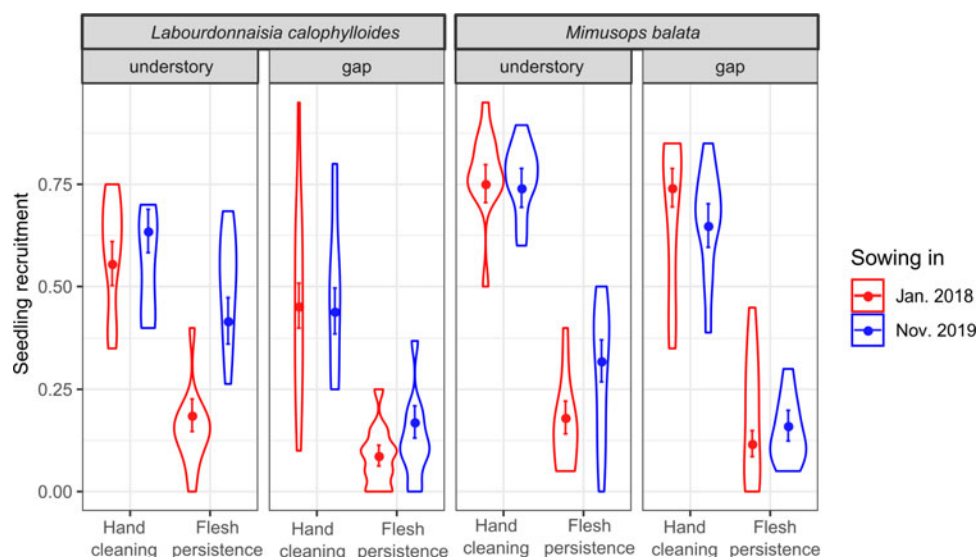 Labourdonnaisia calophylloides
Mimusops balata
understory
gap
understory
gap
Seedling recruitment
0.75
0.50
0.25
0.00
Hand
cleaning
Flesh
persistence
Hand
cleaning
Flesh
persistence
Hand
cleaning
Flesh
persistence
Hand
cleaning
Flesh
persistence
Sowing in
Jan. 2018
Nov. 2019